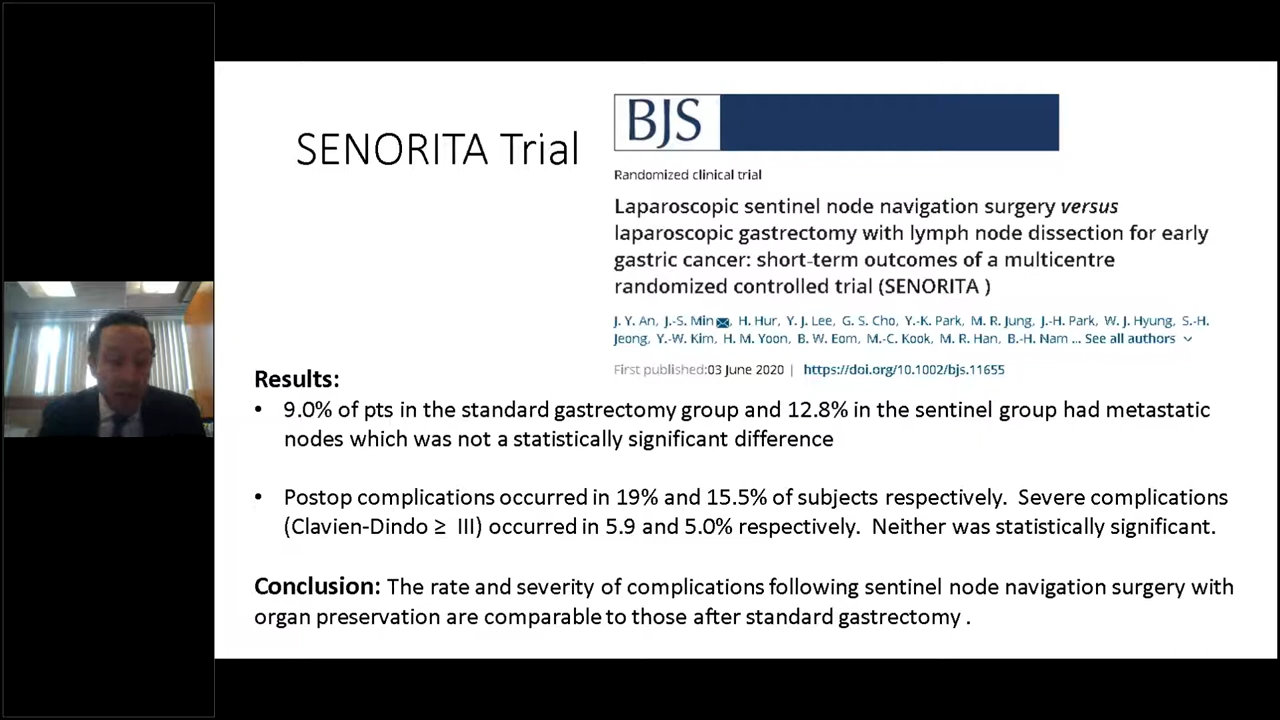 SENORITA Trial
BJS
Randomized clinical trial
Laparoscopic sentinel node navigation surgery versus
laparoscopic gastrectomy with lymph node dissection for early
gastric cancer: short-term outcomes of a multicentre
randomized controlled trial (SENORITA )
J. Y. An, J.-S. Min, H. Hur, Y. J. Lee, G. S. Cho, Y.-K. Park, M. R. Jung, J.-H. Park, W. J. Hyung, S.-H.
Jeong, Y.-W. Kim, H. M. Yoon, B. W. Eom, M.-C. Kook, M. R. Han, B.-H. Nam ... See all authors
First published:03 June 2020 | https://doi.org/10.1002/bjs.11655
Results:
• 9.0% of pts in the standard gastrectomy group and 12.8% in the sentinel group had metastatic
nodes which was not a statistically significant difference
• Postop complications occurred in 19% and 15.5% of subjects respectively. Severe complications
(Clavien-Dindo ≥ III) occurred in 5.9 and 5.0% respectively. Neither was statistically significant.
Conclusion: The rate and severity of complications following sentinel node navigation surgery with
organ preservation are comparable to those after standard gastrectomy .